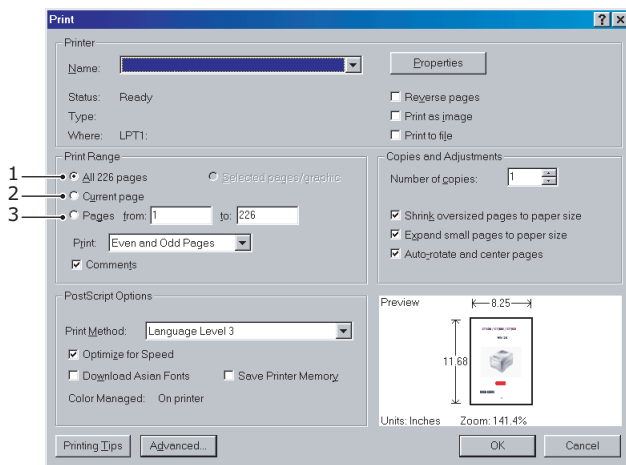 Print
Printer
Name:
Properties
Status: Ready
Reverse pages
Type:
Print as image
Where: LPT1:
Print to file
Print Range
Copies and Adjustments
1
All 226 pages
Selected pages/graphic
Number of copies: 1
2
Current page
3
Pages from: 1 to: 226
Shrink oversized pages to paper size
Print: Even and Odd Pages
Expand small pages to paper size
Comments
Auto-rotate and center pages
PostScript Options
Preview
8.25
Print Method: Language Level 3
Optimize for Speed
11.68
Download Asian Fonts
Save Printer Memory
Color Managed: On printer
Units: Inches Zoom: 141.4%
Printing Tips
Advanced...
OK
Cancel